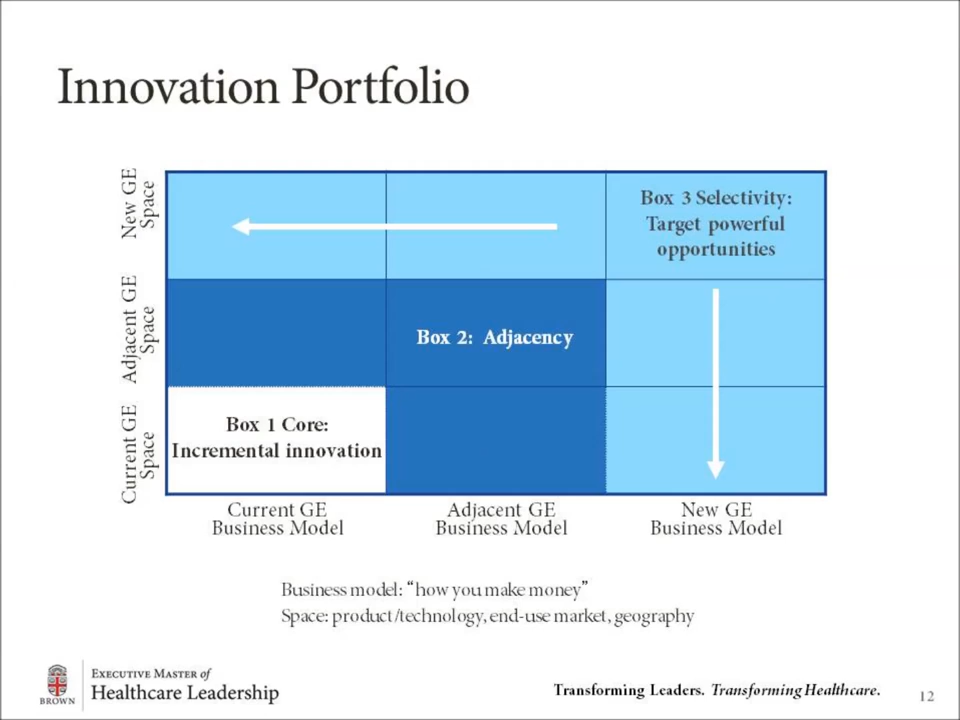 Innovation Portfolio
New GE
Space
Adjacent GE
Space
Current GE
Space
Box 3 Selectivity:
Target powerful
opportunities
Box 2: Adjacency
Box 1 Core:
Incremental innovation
Current GE
Business Model
Adjacent GE
Business Model
New GE
Business Model
Business model: “how you make money”
Space: product/technology, end-use market, geography
BROWN
Executive Master of
Healthcare Leadership
Transforming Leaders. Transforming Healthcare.
12